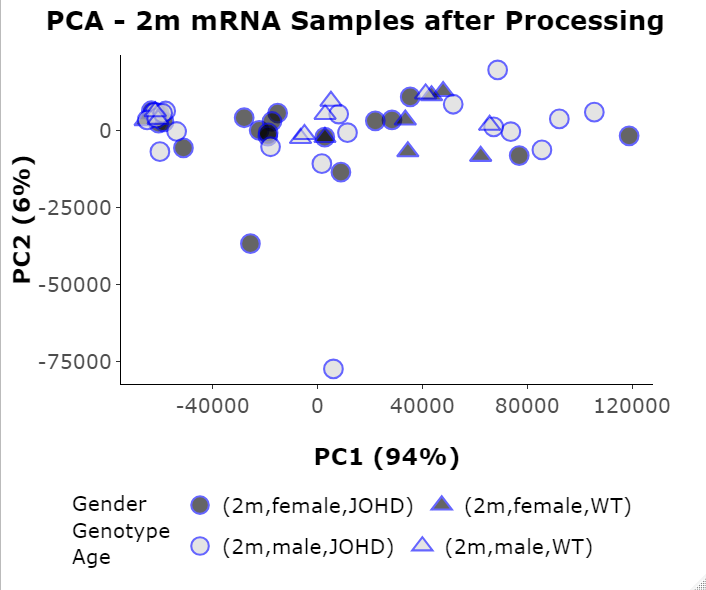 PCA - 2m mRNA Samples after Processing
PC2 (6%)
0
-25000
-50000
-75000
-40000 0 40000 80000 120000
PC1 (94%)
Gender
Genotype
Age
(2m,female,JOHD) (2m,female,WT)
(2m,male,JOHD) (2m,male,WT)